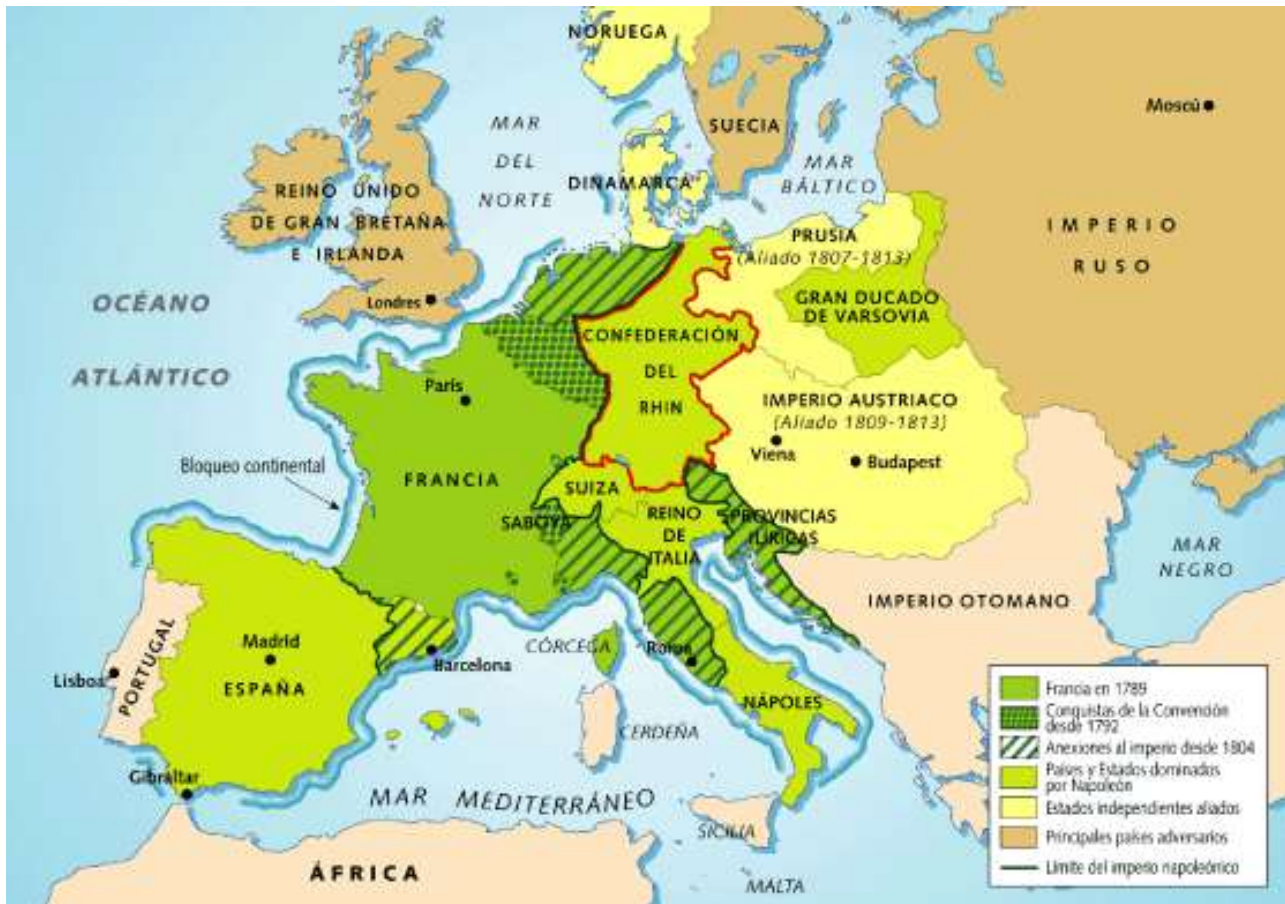 NORUEGA
Moscú
MAR
DEL
NORTE
SUECIA
MAR
BÁLTICO
DINAMARCA
REINO UNIDO
DE GRAN BRETAÑA
E IRLANDA
Londres
PRUSIA
(Aliado 1807-1813)
IMPERIO
RUSO
GRAN DUCADO
DE VARSOVIA
OCÉANO
ATLÁNTICO
CONFEDERACIÓN
DEL
RHIN
París
IMPERIO AUSTRIACO
(Aliado 1809-1813)
Viena
Budapest
Bloqueo continental
FRANCIA
SUIZA
SABOYA
REINO
DE
ITALIA
PROVINCIAS
ILÍRICAS
MAR
NEGRO
IMPERIO OTOMANO
PORTUGAL
Madrid
Lisboa
ESPAÑA
Barcelona
CÓRCEGA
Roma
NÁPOLES
CERDEÑA
Gibraltar
MAR MEDITERRÁNEO
SICILIA
ÁFRICA
MALTA
Francia en 1789
Conquistas de la Convención
desde 1792
Anexiones al imperio desde 1804
Países y Estados dominados
por Napoleón
Estados independientes aliados
Principales países adversarios
Límite del imperio napoleónico